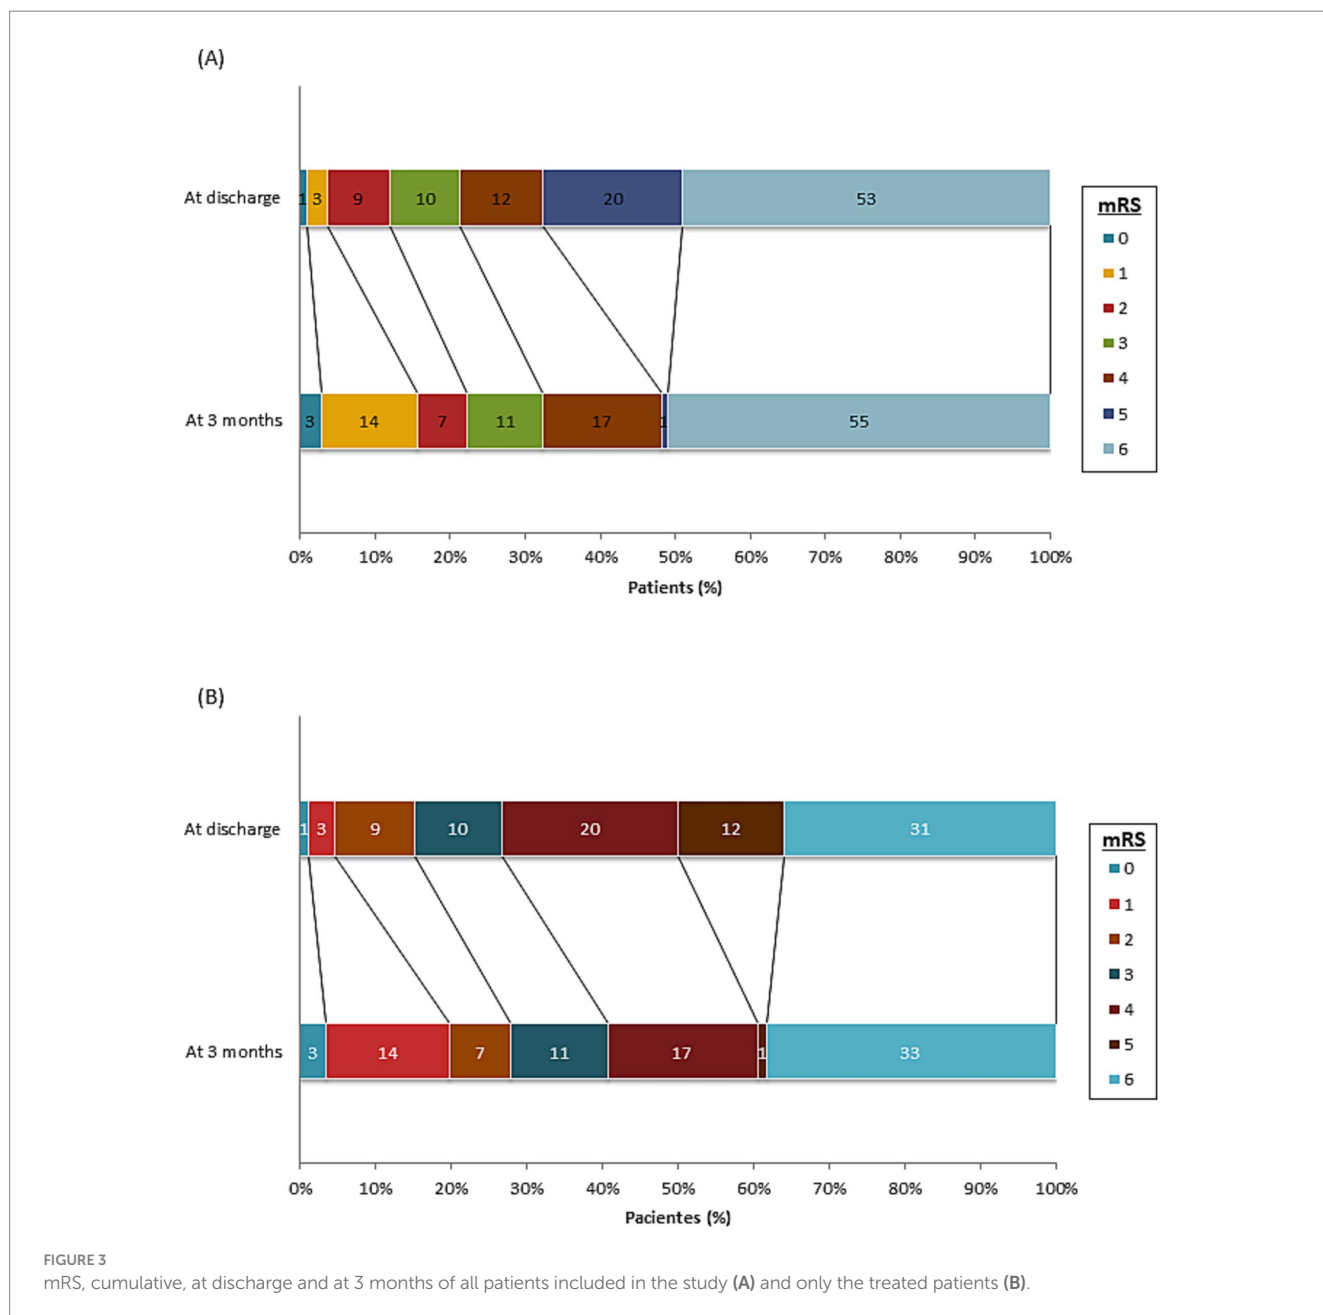 (A)
At discharge
1 3 9 10 12 20 53
At 3 months
3 14 7 11 17 1 55
0% 10% 20% 30% 40% 50% 60% 70% 80% 90% 100%
Patients (%)
mRS
0
1
2
3
4
5
6
(B)
At discharge
1 3 9 10 20 12 31
At 3 months
3 14 7 11 17 1 33
0% 10% 20% 30% 40% 50% 60% 70% 80% 90% 100%
Pacientes (%)
mRS
0
1
2
3
4
5
6
FIGURE 3
mRS, cumulative, at discharge and at 3 months of all patients included in the study (A) and only the treated patients (B).